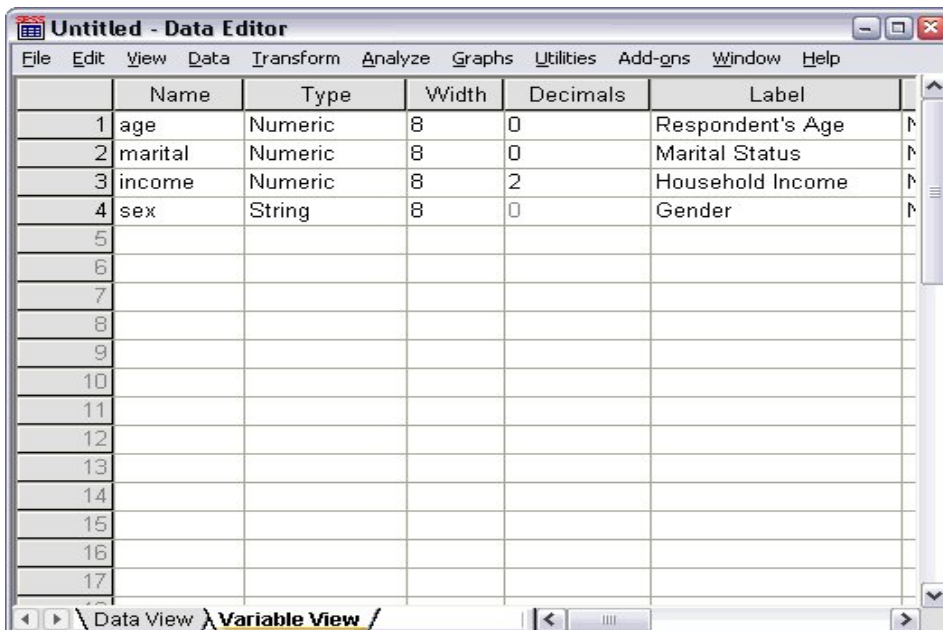 Untitled - Data Editor
File Edit View Data Transform Analyze Graphs Utilities Add-ons Window Help
Name Type Width Decimals Label
1 age Numeric 8 0 Respondent's Age
2 marital Numeric 8 0 Marital Status
3 income Numeric 8 2 Household Income
4 sex String 8 0 Gender
5
6
7
8
9
10
11
12
13
14
15
16
17
Data View Variable View